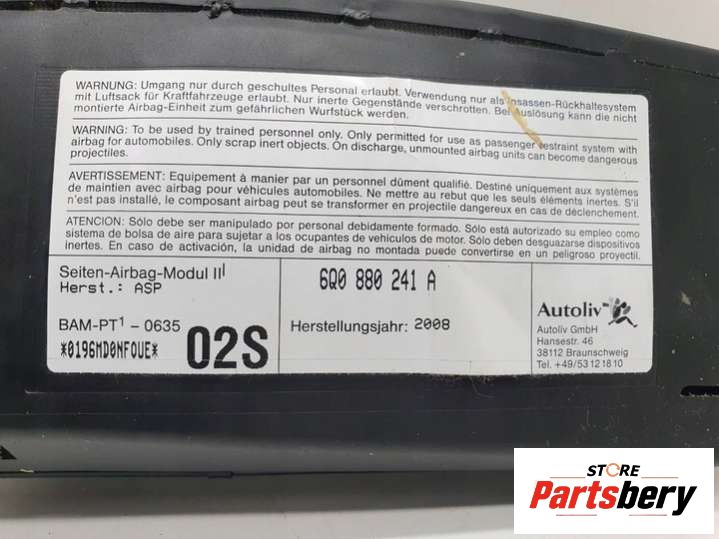 WARNUNG: Umgang nur durch geschultes Personal erlaubt. Verwendung nur als Insassen-Rückhaltesystem
mit Luftsack für Kraftfahrzeuge erlaubt. Nur inerte Gegenstände verschrotten. Bei Auslösung kann die nicht
montierte Airbag-Einheit zum gefährlichen Wurfstück werden.
WARNING: To be used by trained personnel only. Only permitted for use as passenger restraint system with
airbag for automobiles. Only scrap inert objects. On discharge, unmounted airbag units can become dangerous
projectiles.
AVERTISSEMENT: Equipement à manier par un personnel dûment qualifié. Destiné uniquement aux systèmes
de maintien avec airbag pour véhicules automobiles. Ne mettre au rebut que les seuls éléments inertes. S'il
n'est pas installé, le composant airbag peut se transformer en projectile dangereux en cas de déclenchement.
ATENCION: Sólo debe ser manipulado por personal debidamente formado. Sólo está autorizado su empleo como
sistema de bolsa de aire para sujetar a los ocupantes de vehículos de motor. Sólo deben desguazarse dispositivos
inertes. En caso de activación, la unidad de airbag no montada puede convertirse en un peligroso proyectil.
Seiten-Airbag-Modul II
Herst.: ASP
6Q0 880 241 A
BAM-PT1 - 0635
*0196MD0NFOUE*
02S
Herstellungsjahr: 2008
Autoliv
Autoliv GmbH
Hansestr. 46
38112 Braunschweig
Tel. +49/53 121810
STORE
Partsbery